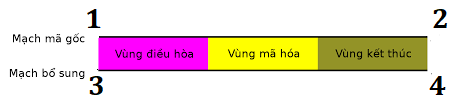 1 2
Mạch mã gốc
Vùng điều hòa Vùng mã hóa Vùng kết thúc
Mạch bổ sung
3 4